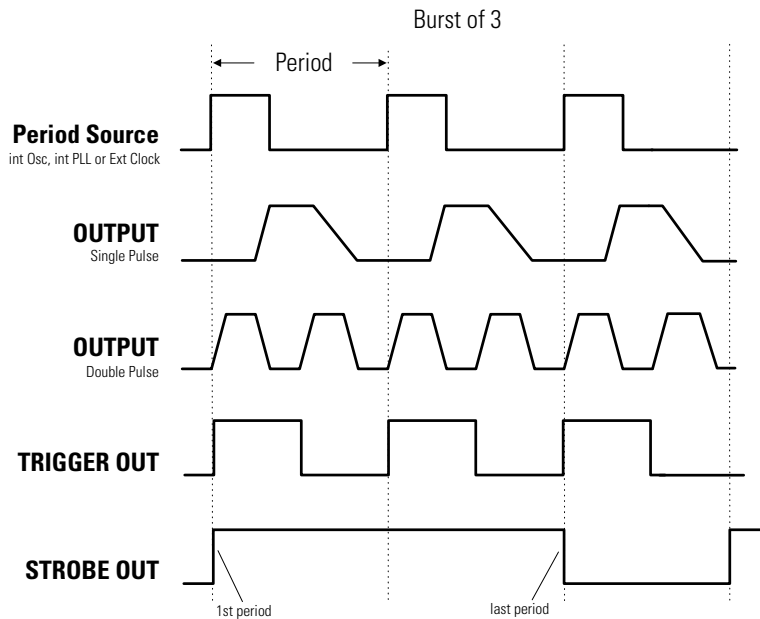 Burst of 3
Period
Period Source
int Osc, int PLL or Ext Clock
OUTPUT
Single Pulse
OUTPUT
Double Pulse
TRIGGER OUT
STROBE OUT
1st period
last period